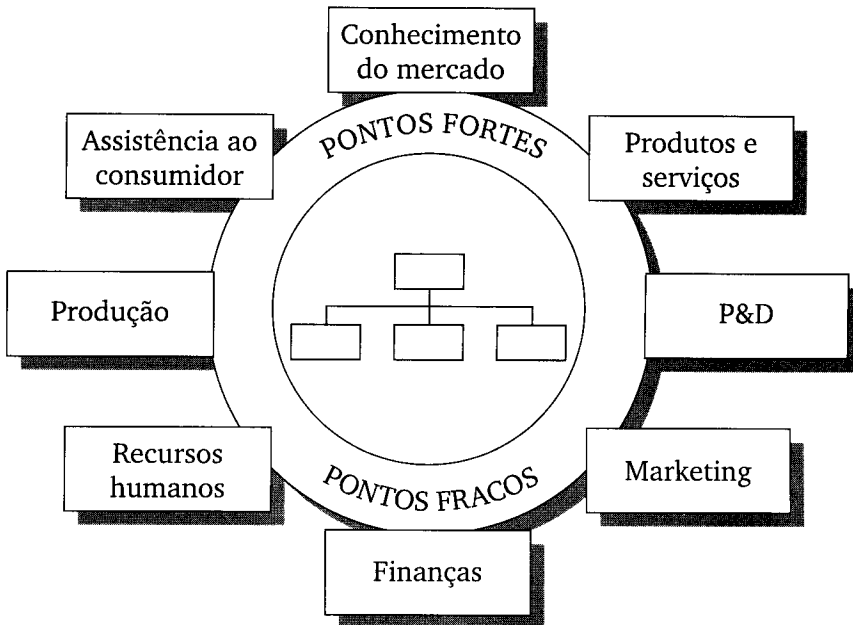 Conhecimento
do mercado
PONTOS FORTES
Assistência ao
consumidor
Produtos e
serviços
Produção
P&D
Recursos
humanos
Marketing
PONTOS FRACOS
Finanças